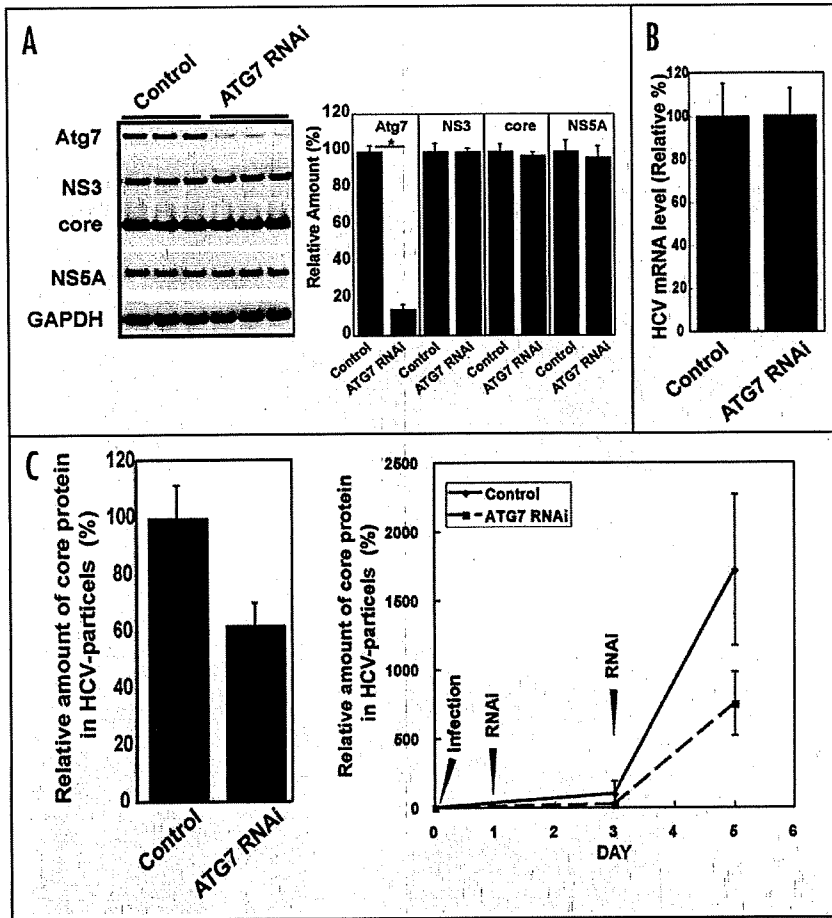 A
Control
ATG7 RNAi
Atg7
NS3
core
NS5A
GAPDH
Relative Amount (%)
120
100
80
60
40
20
0
Atg7
NS3
core
NS5A
*
Control
ATG7 RNAi
Control
ATG7 RNAi
Control
ATG7 RNAi
Control
ATG7 RNAi
B
HCV mRNA level (Relative %)
120
100
80
60
40
20
0
Control
ATG7 RNAi
C
Relative amount of core protein
in HCV-particels (%)
120
100
80
60
40
20
0
Control
ATG7 RNAi
Relative amount of core protein
in HCV-particels (%)
2500
2000
1500
1000
500
0
Control
ATG7 RNAi
Infection
RNAi
RNAi
0
1
2
3
4
5
6
DAY